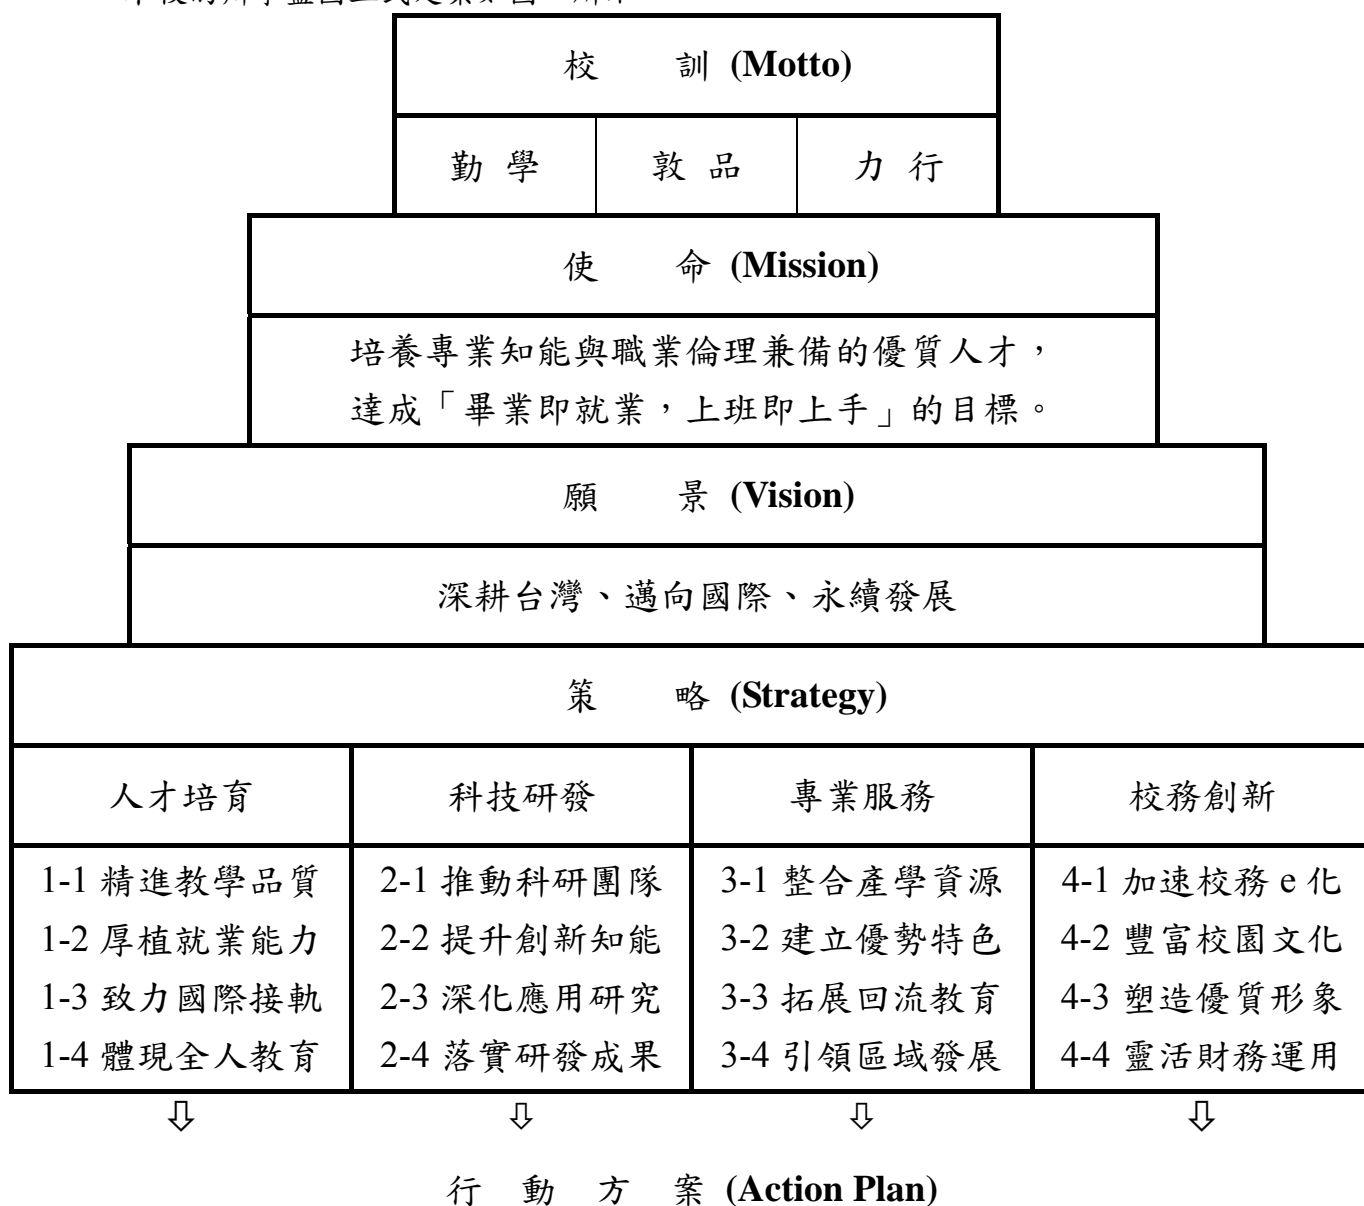 校 訓 (Motto)
勤 學 敦 品 力 行
使 命 (Mission)
培養專業知能與職業倫理兼備的優質人才，
達成「畢業即就業，上班即上手」的目標。
願 景 (Vision)
深耕台灣、邁向國際、永續發展
策 略 (Strategy)
人才培育 科技研發 專業服務 校務創新
1-1 精進教學品質 2-1 推動科研團隊 3-1 整合產學資源 4-1 加速校務 e 化
1-2 厚植就業能力 2-2 提升創新知能 3-2 建立優勢特色 4-2 豐富校園文化
1-3 致力國際接軌 2-3 深化應用研究 3-3 拓展回流教育 4-3 塑造優質形象
1-4 體現全人教育 2-4 落實研發成果 3-4 引領區域發展 4-4 靈活財務運用
⇩ ⇩ ⇩ ⇩
行 動 方 案 (Action Plan)